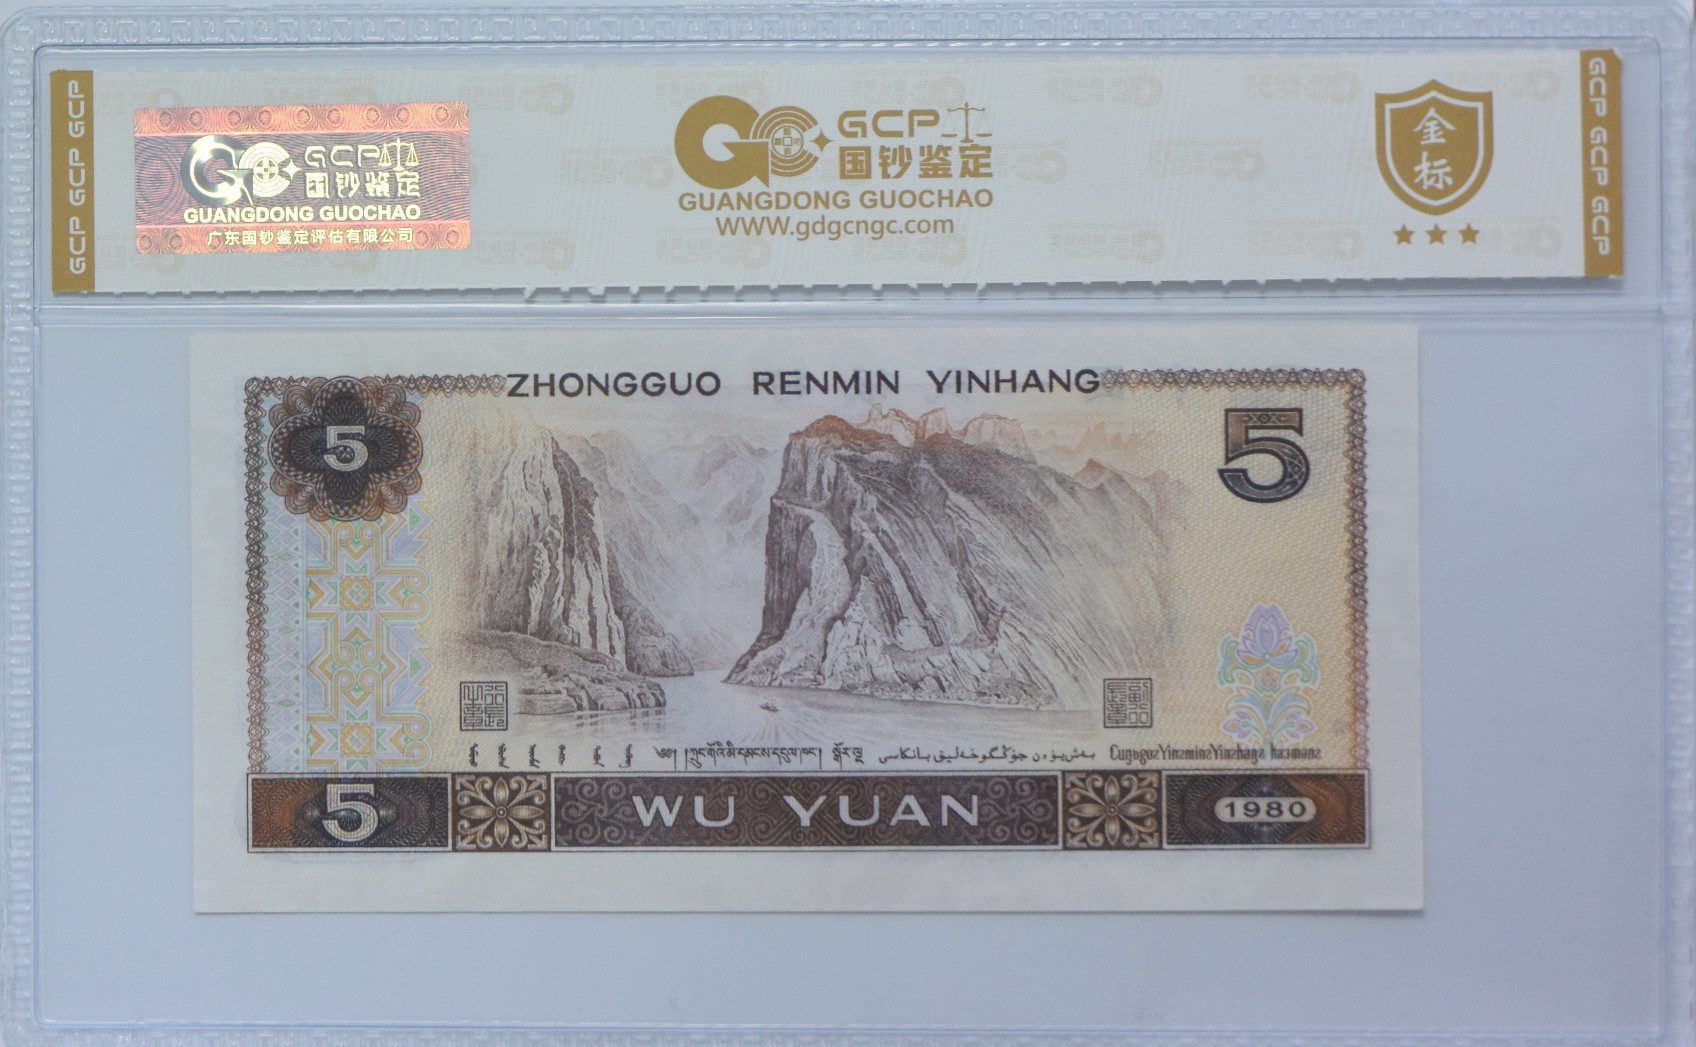 GCP GCP GCP
GCP 国钞鉴定
GUANGDONG GUOCHAO
广东国钞鉴定评估有限公司
GCP 国钞鉴定
GUANGDONG GUOCHAO
WWW.gdgcngc.com
金标
GCP GCP GCP
ZHONGGUO RENMIN YINHANG
5
5
5
WU YUAN
1980